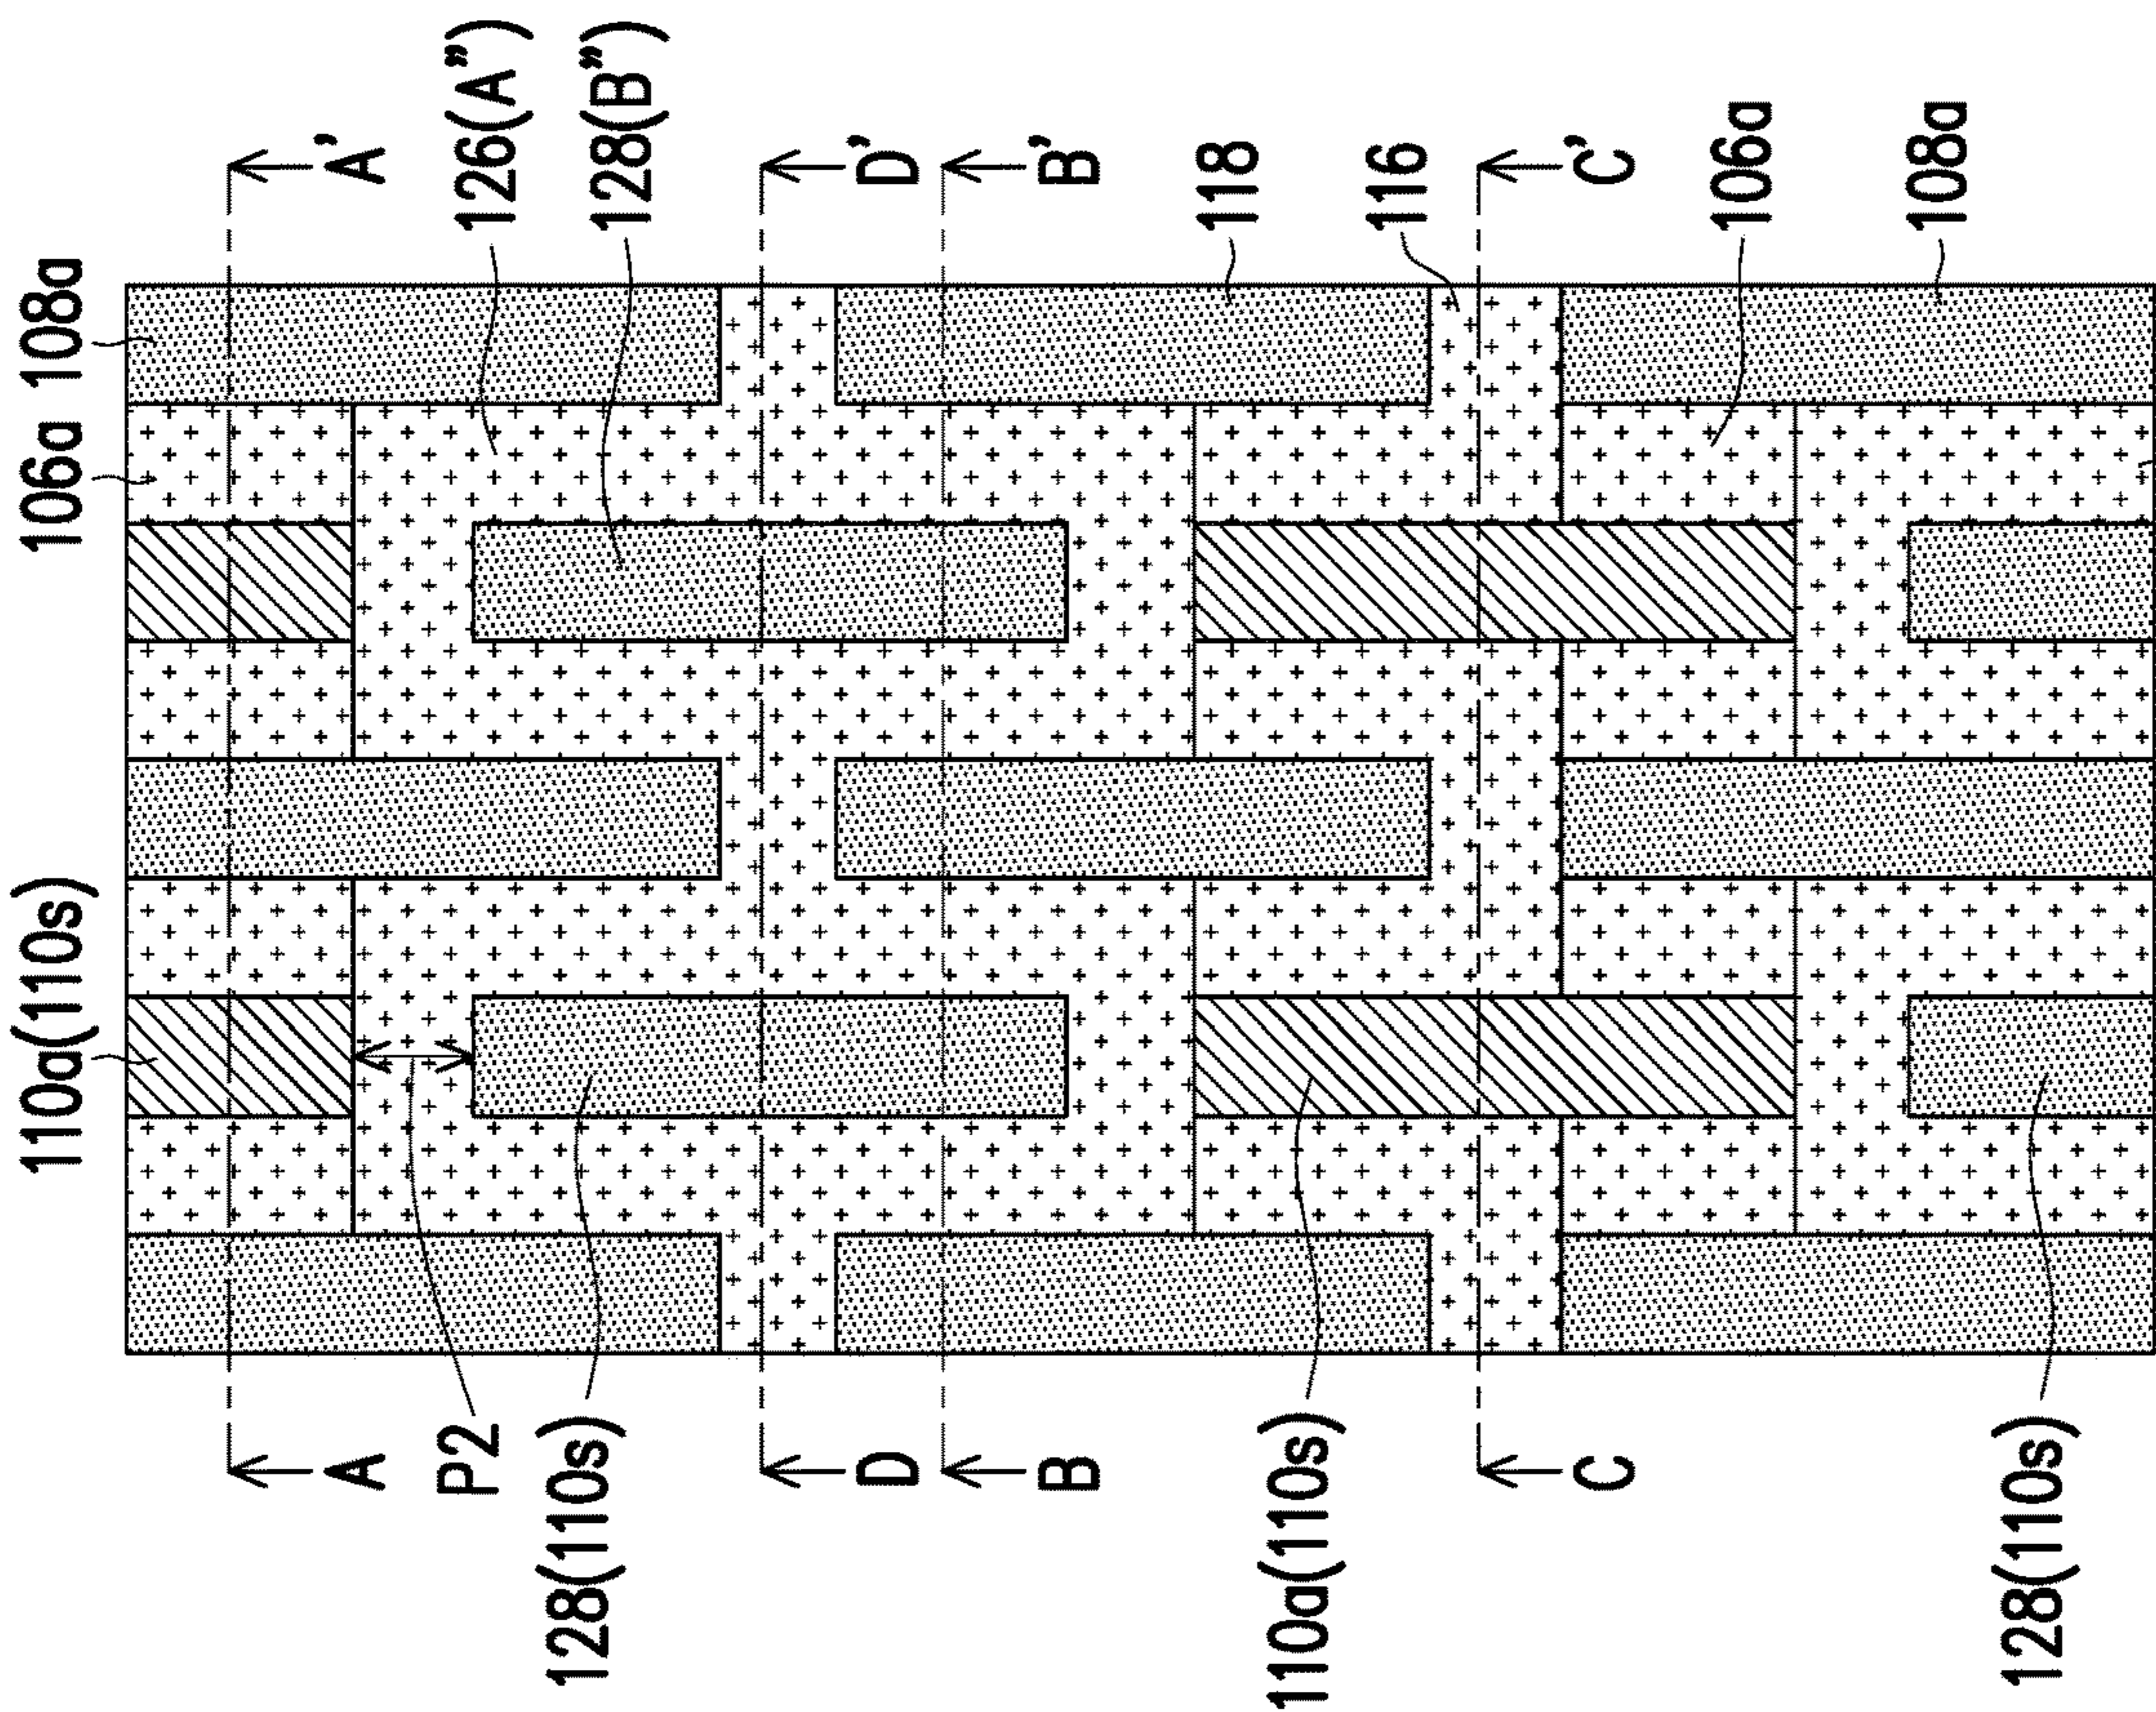 106a 108a
110a(110s)
A'
126(A")
128(B")
D'
B'
118
116
C'
106a
108a
A
P2
128(110s)
D
B
110a(110s)
C
128(110s)